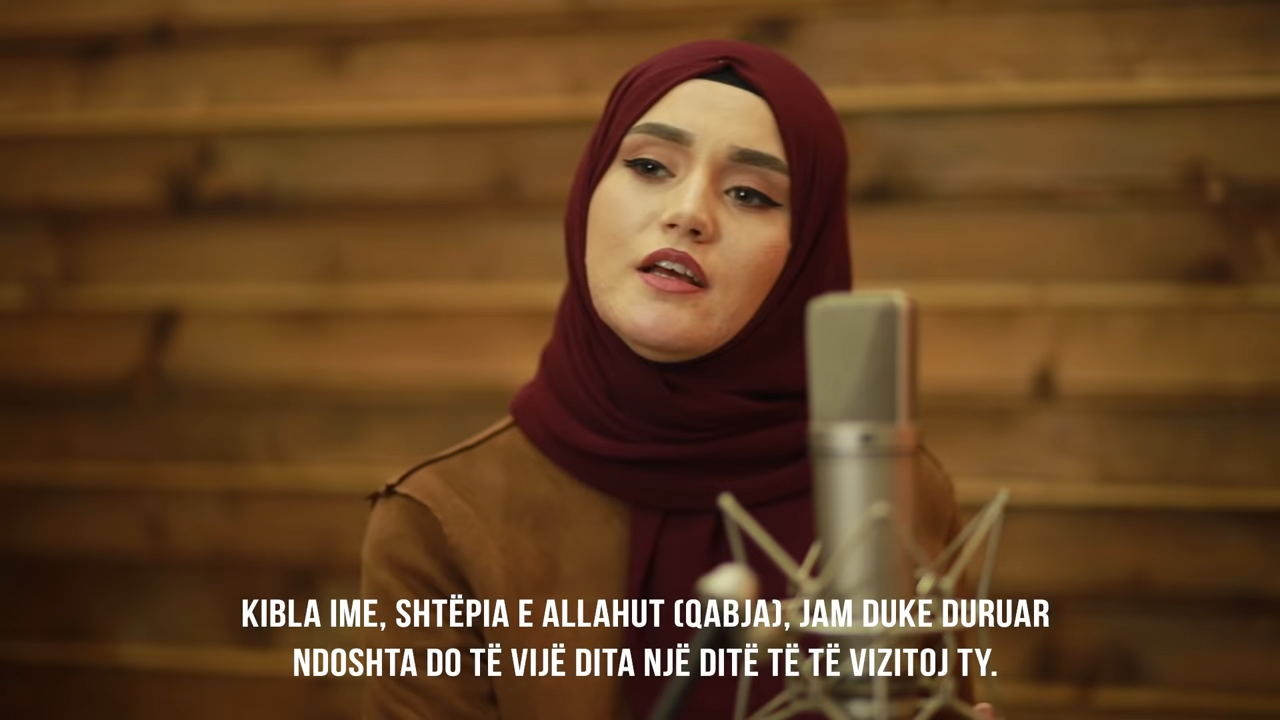 KIBLA IME, SHTËPIA E ALLAHUT (QABJA), JAM DUKE DURUAR
NDOSHTA DO TË VIJË DITA NJË DITË TË TË VIZITOJ TY.